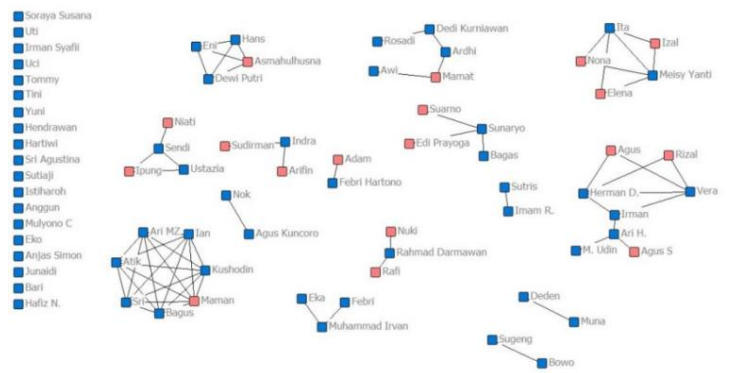 Soraya Susana
Uti
Irman Syafii
Uci
Tommy
Tini
Yuni
Hendrawan
Hartiwi
Sri Agustina
Sutiaji
Istiharoh
Anggun
Mulyono C
Eko
Anjas Simon
Junaidi
Bari
Hafiz N.
Eni
Hans
Asmahulhusna
Dewi Putri
Dedi Kurniawan
Rosadi
Ardhi
Awi
Mamat
Ita
Izal
Nona
Meisy Yanti
Elena
Niati
Sendi
Ipung
Ustazia
Sudirman
Indra
Arifin
Adam
Febri Hartono
Suarno
Sunaryo
Edi Prayoga
Bagas
Sutris
Imam R.
Agus
Rizal
Herman D.
Vera
Irman
Ari H.
M. Udin
Agus S
Nok
Agus Kuncoro
Nuki
Rahmad Darmawan
Rafi
Ari MZ
Ian
Atik
Kushodin
Sri
Maman
Bagus
Eka
Febri
Muhammad Irvan
Deden
Muna
Sugeng
Bowo